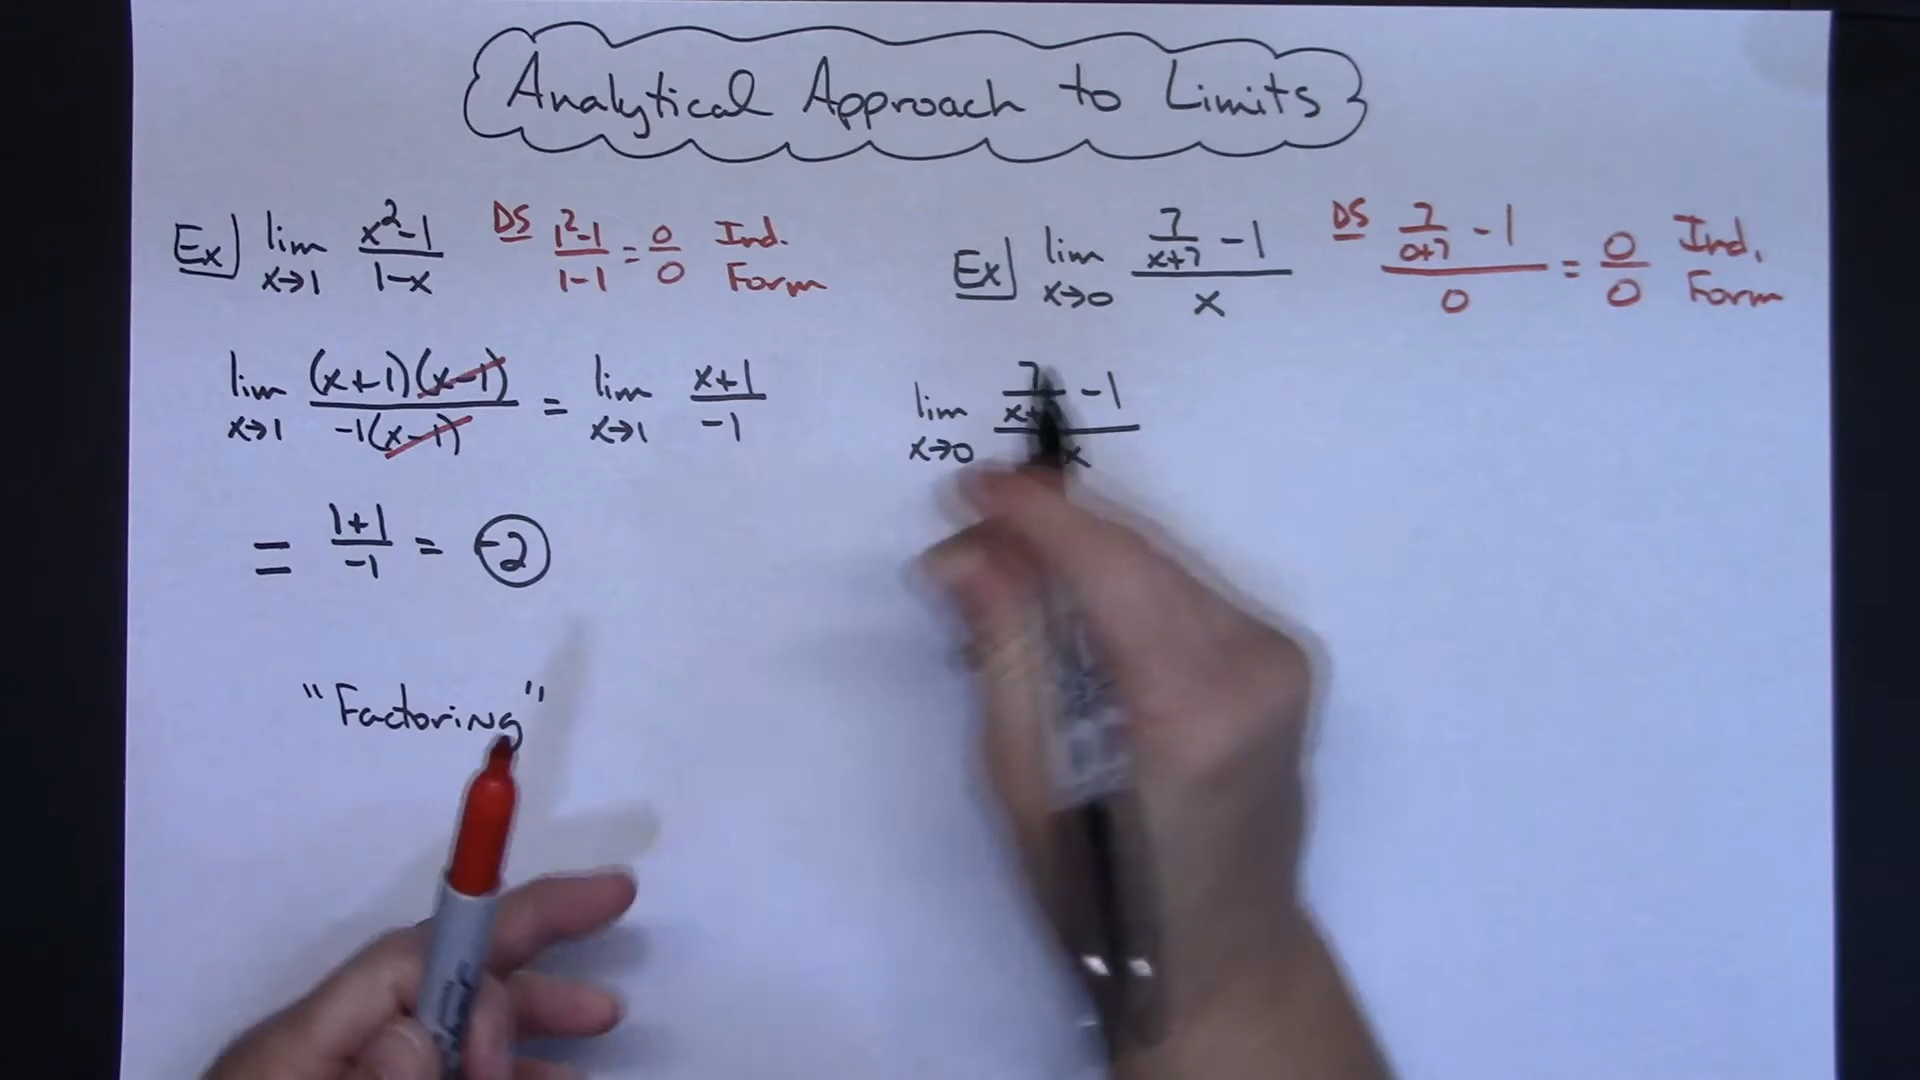 Analytical Approach to Limits
Ex) lim x→1 (x²-1)/(1-x) DS (1²-1)/(1-1) = 0/0 Ind. Form
lim x→1 (x+1)(x-1)/-1(x-1) = lim x→1 (x+1)/-1
= (1+1)/-1 = -2
"Factoring"
Ex) lim x→0 (7/(x+7) - 1)/x DS (7/(0+7) - 1)/0 = 0/0 Ind. Form
lim x→0 7/x+ -1 x